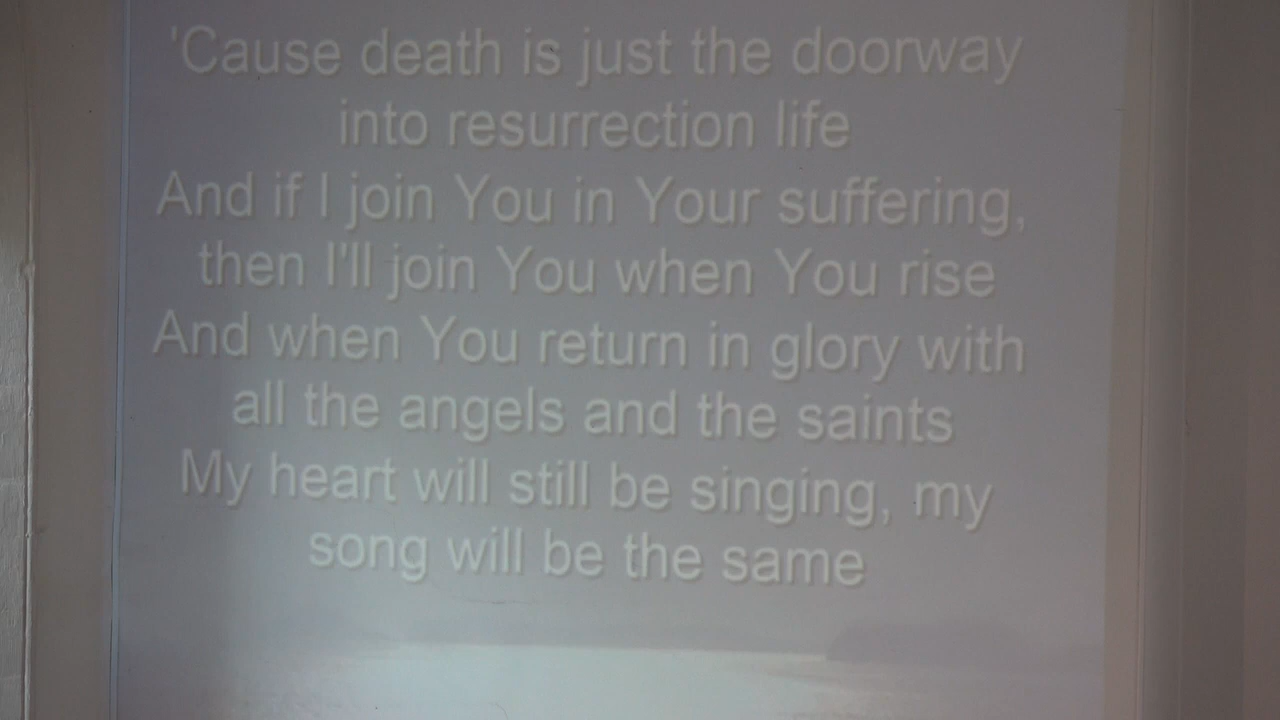 'Cause death is just the doorway
into resurrection life
And if I join You in Your suffering,
then I'll join You when You rise
And when You return in glory with
all the angels and the saints
My heart will still be singing, my
song will be the same